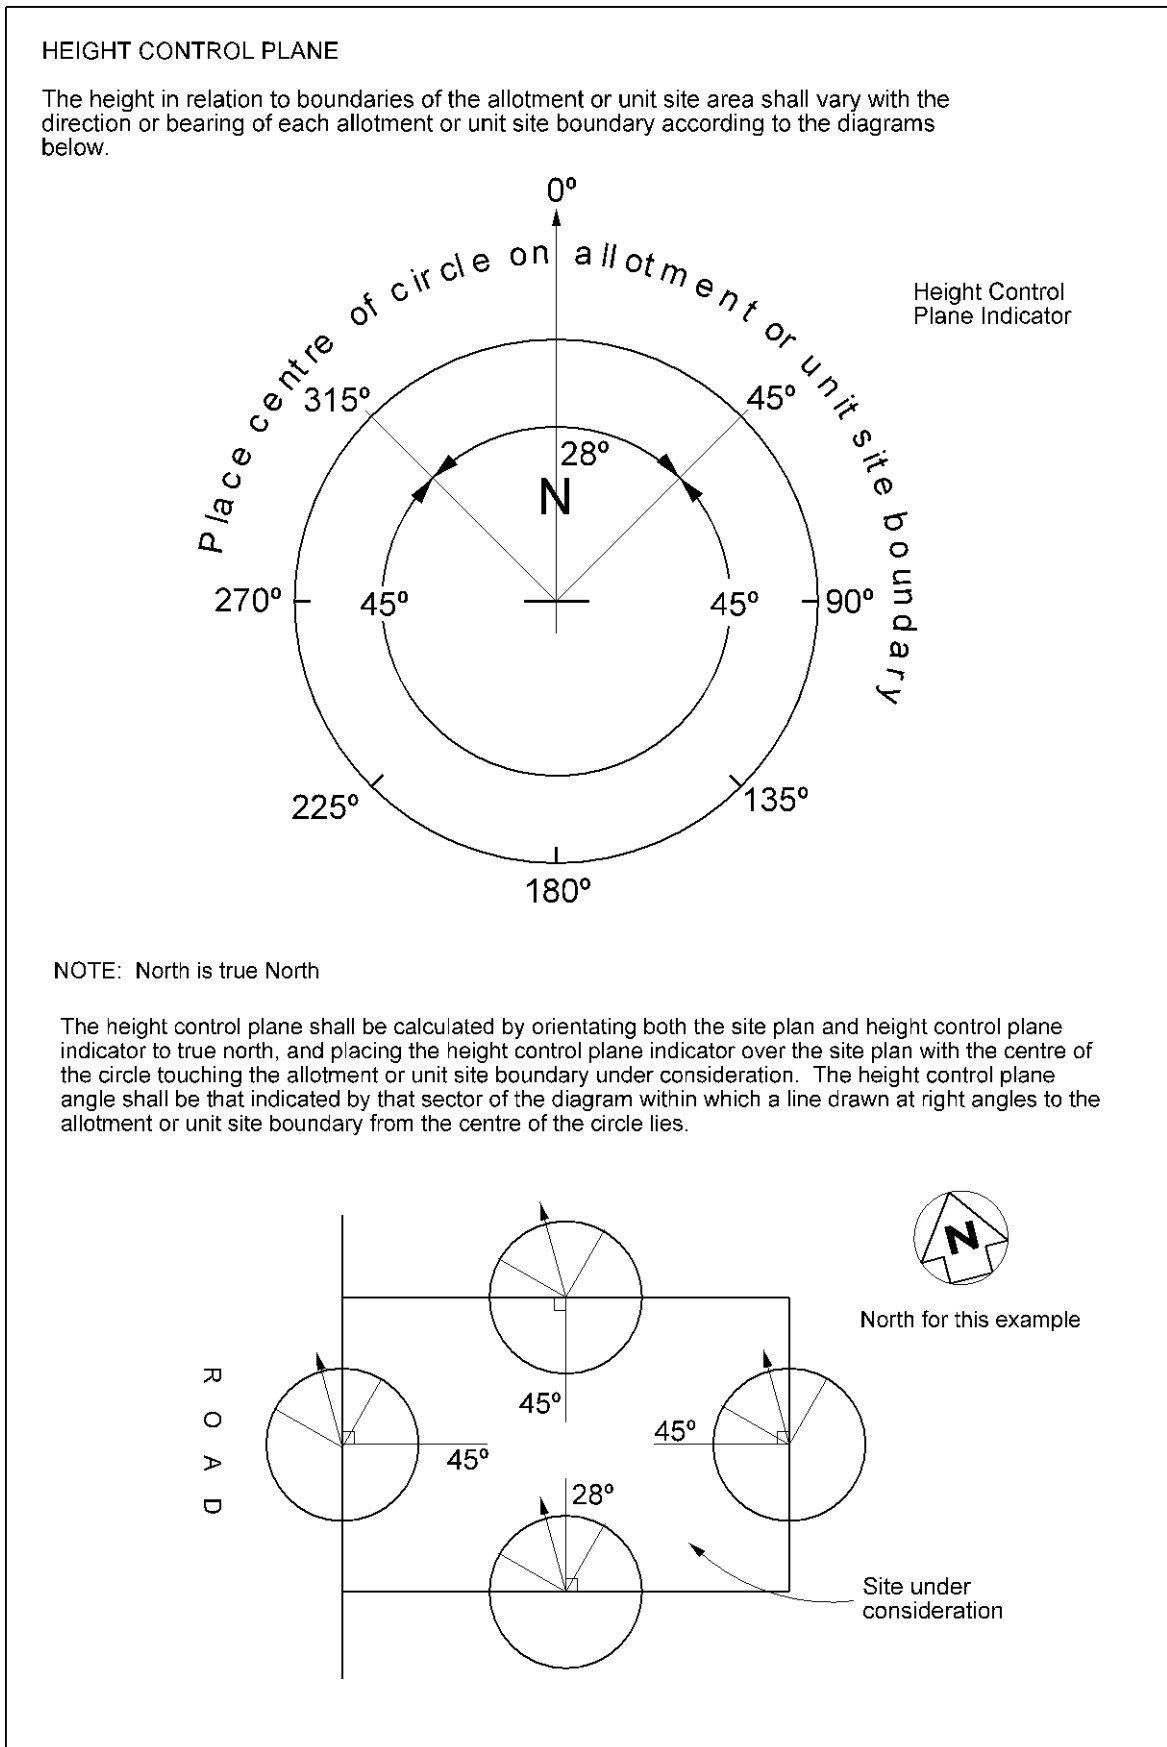 HEIGHT CONTROL PLANE
The height in relation to boundaries of the allotment or unit site area shall vary with the
direction or bearing of each allotment or unit site boundary according to the diagrams
below.
0º
Place centre of circle on allotment or unit site boundary
Height Control
Plane Indicator
315º
45º
28º
N
270º
45º
45º
90º
225º
135º
180º
NOTE: North is true North
The height control plane shall be calculated by orientating both the site plan and height control plane
indicator to true north, and placing the height control plane indicator over the site plan with the centre of
the circle touching the allotment or unit site boundary under consideration. The height control plane
angle shall be that indicated by that sector of the diagram within which a line drawn at right angles to the
allotment or unit site boundary from the centre of the circle lies.
N
North for this example
ROAD
45º
45º
45º
28º
Site under
consideration